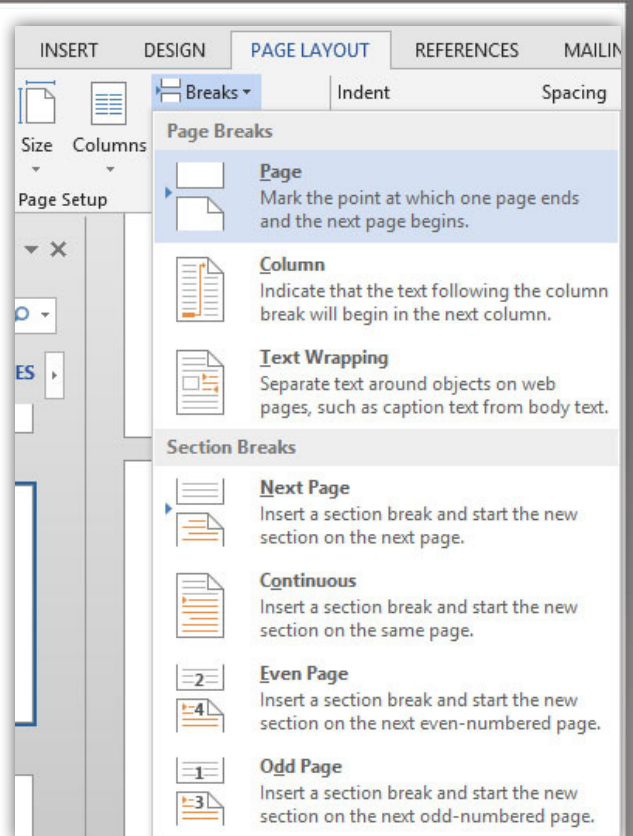 INSERT DESIGN PAGE LAYOUT REFERENCES MAILIN
Breaks Indent Spacing
Size Columns
Page Setup
ES
Page Breaks
Page
Mark the point at which one page ends
and the next page begins.
Column
Indicate that the text following the column
break will begin in the next column.
Text Wrapping
Separate text around objects on web
pages, such as caption text from body text.
Section Breaks
Next Page
Insert a section break and start the new
section on the next page.
Continuous
Insert a section break and start the new
section on the same page.
2
4
Even Page
Insert a section break and start the new
section on the next even-numbered page.
1
3
Odd Page
Insert a section break and start the new
section on the next odd-numbered page.